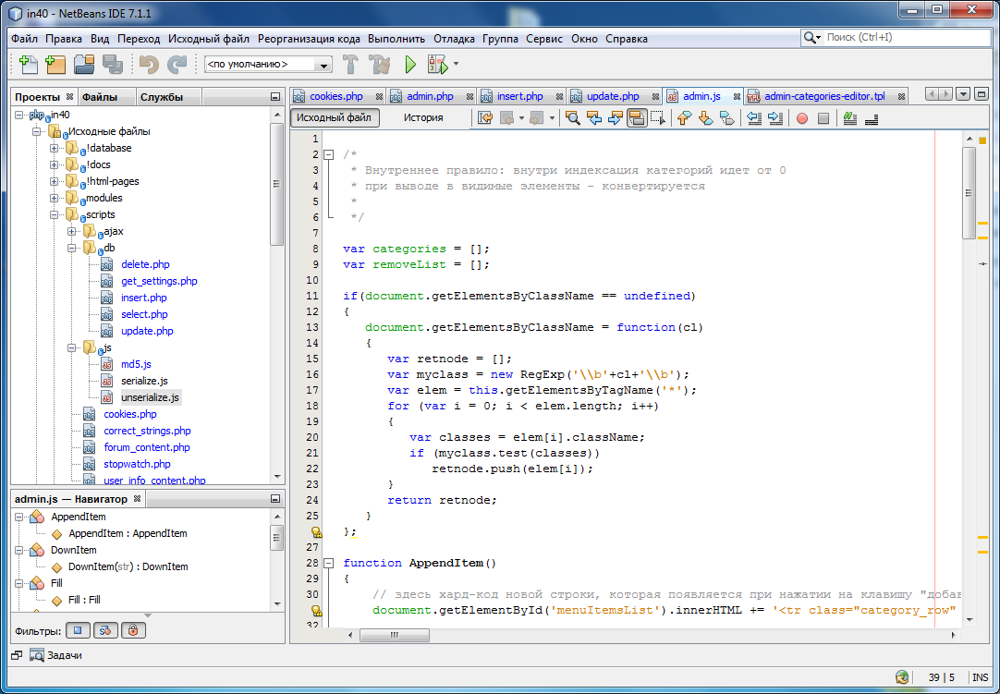 in40 - NetBeans IDE 7.1.1
Файл Правка Вид Переход Исходный файл Реорганизация кода Выполнить Отладка Группа Сервис Окно Справка
Поиск (Ctrl+I)
<по умолчанию>
Проекты Файлы Службы
in40
Исходные файлы
!database
!docs
!html-pages
modules
scripts
ajax
db
delete.php
get_settings.php
insert.php
select.php
update.php
js
md5.js
serialize.js
unserialize.js
cookies.php
correct_strings.php
forum_content.php
stopwatch.php
user_info_content.php
admin.js — Навигатор
AppendItem
AppendItem : AppendItem
DownItem
DownItem(str) : DownItem
Fill
Fill : Fill
Фильтры:
Задачи
cookies.php admin.php insert.php update.php admin.js admin-categories-editor.tpl
Исходный файл История
1
2 /*
3 * Внутреннее правило: внутри индексация категорий идет от 0
4 * при выводе в видимые элементы - конвертируется
5 *
6 */
7
8 var categories = [];
9 var removeList = [];
10
11 if(document.getElementsByClassName == undefined)
12 {
13 document.getElementsByClassName = function(cl)
14 {
15 var retnode = [];
16 var myclass = new RegExp('\\b'+cl+'\\b');
17 var elem = this.getElementsByTagName('*');
18 for (var i = 0; i < elem.length; i++)
19 {
20 var classes = elem[i].className;
21 if (myclass.test(classes))
22 retnode.push(elem[i]);
23 }
24 return retnode;
25 }
};
27
28 function AppendItem()
29 {
30 // здесь хард-код новой строки, которая появляется при нажатии на клавишу "добав
document.getElementById('menuItemsList').innerHTML += '<tr class="category_row"
32
39 | 5 INS